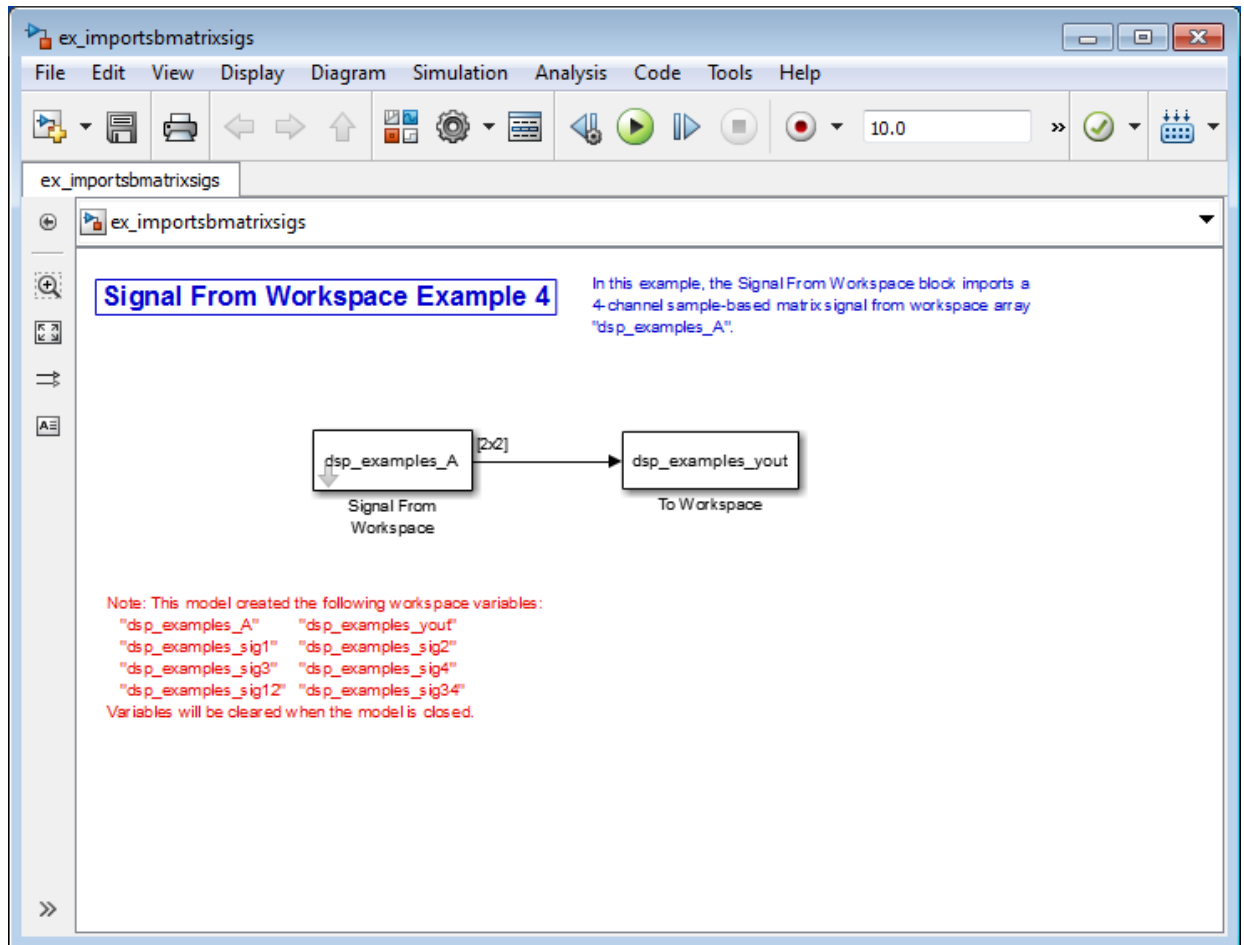 ex_importsbmatrixsigs
File Edit View Display Diagram Simulation Analysis Code Tools Help
10.0
»
ex_importsbmatrixsigs
ex_importsbmatrixsigs
Signal From Workspace Example 4
In this example, the Signal From Workspace block imports a
4-channel sample-based matrix signal from workspace array
"dsp_examples_A".
dsp_examples_A
[2x2]
dsp_examples_yout
Signal From
Workspace
To Workspace
Note: This model created the following workspace variables:
"dsp_examples_A" "dsp_examples_yout"
"dsp_examples_sig1" "dsp_examples_sig2"
"dsp_examples_sig3" "dsp_examples_sig4"
"dsp_examples_sig12" "dsp_examples_sig34"
Variables will be cleared when the model is closed.